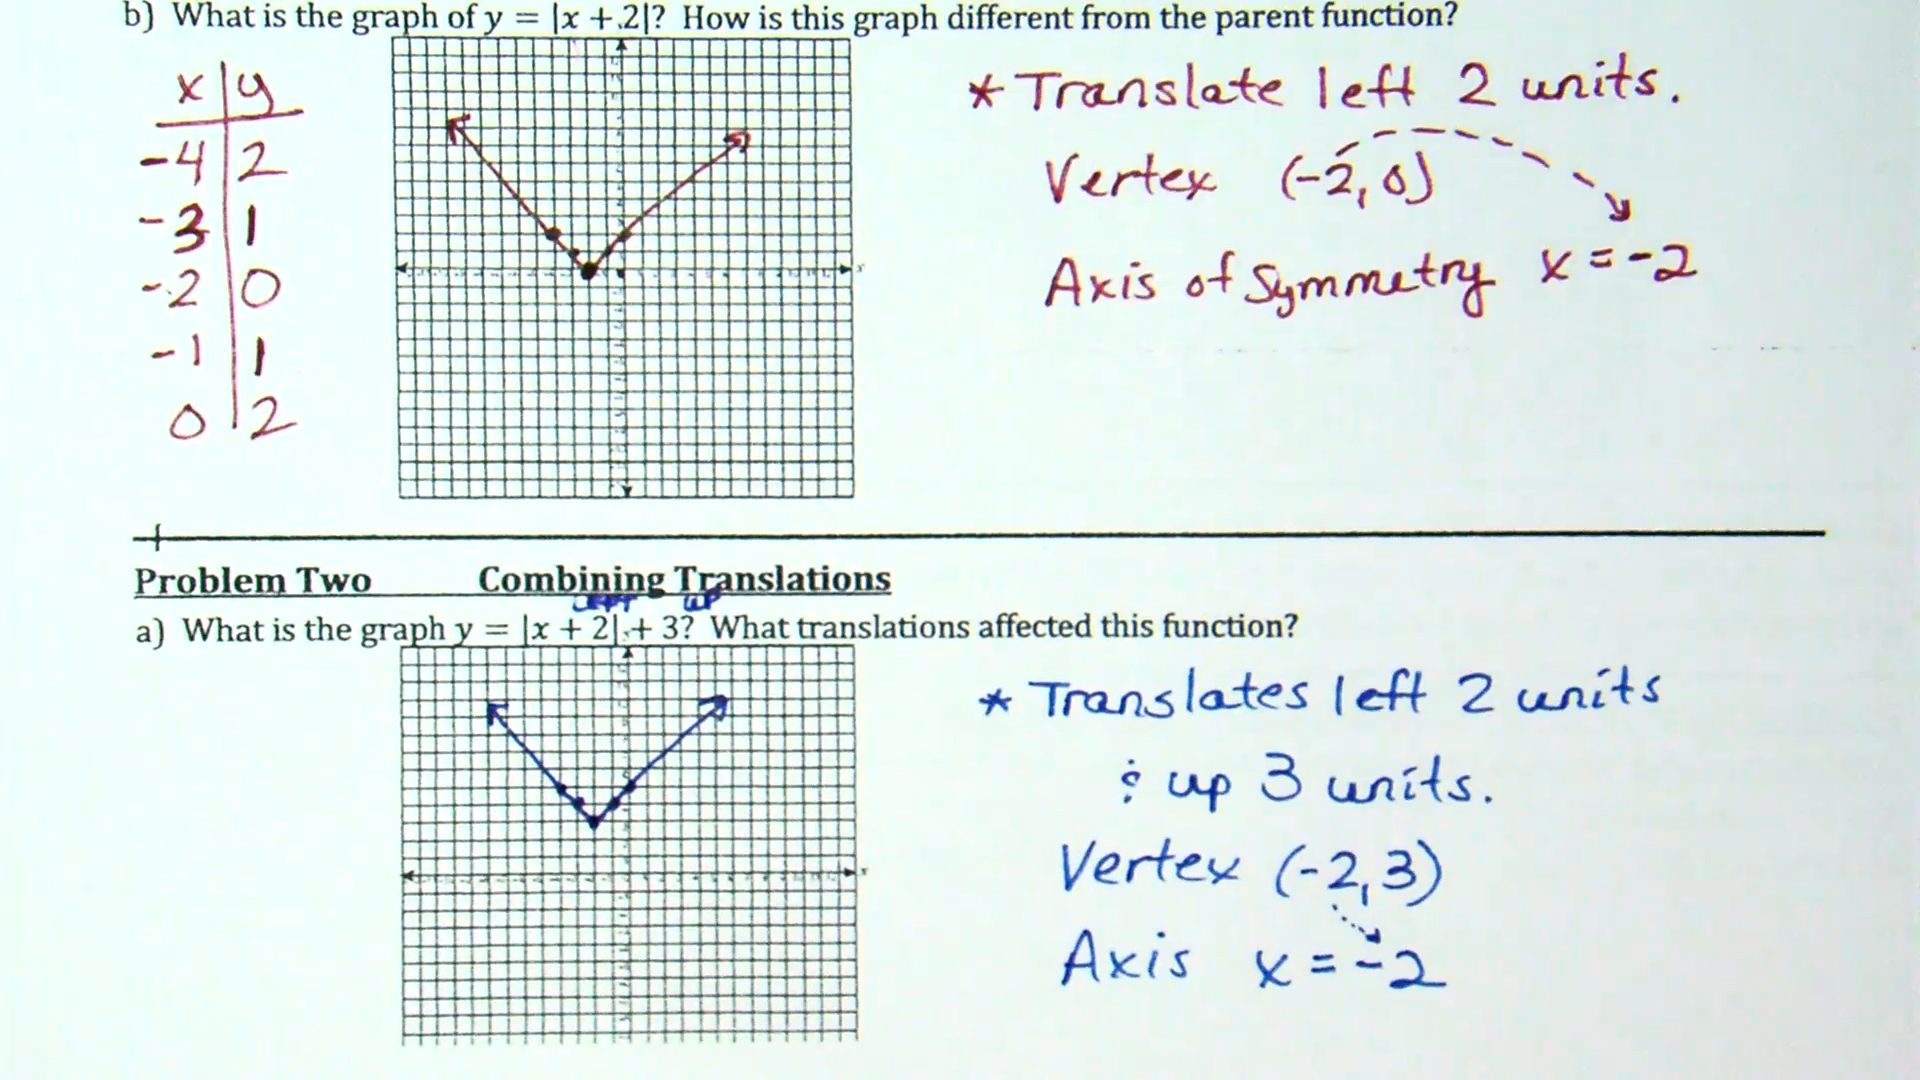 b) What is the graph of y = |x + 2|? How is this graph different from the parent function?
x y
-4 2
-3 1
-2 0
-1 1
0 2
* Translate left 2 units.
Vertex (-2, 0)
Axis of Symmetry x = -2
Problem Two Combining Translations
LEFT UP
a) What is the graph y = |x + 2| + 3? What translations affected this function?
* Translates left 2 units
& up 3 units.
Vertex (-2, 3)
Axis x = -2
x
x